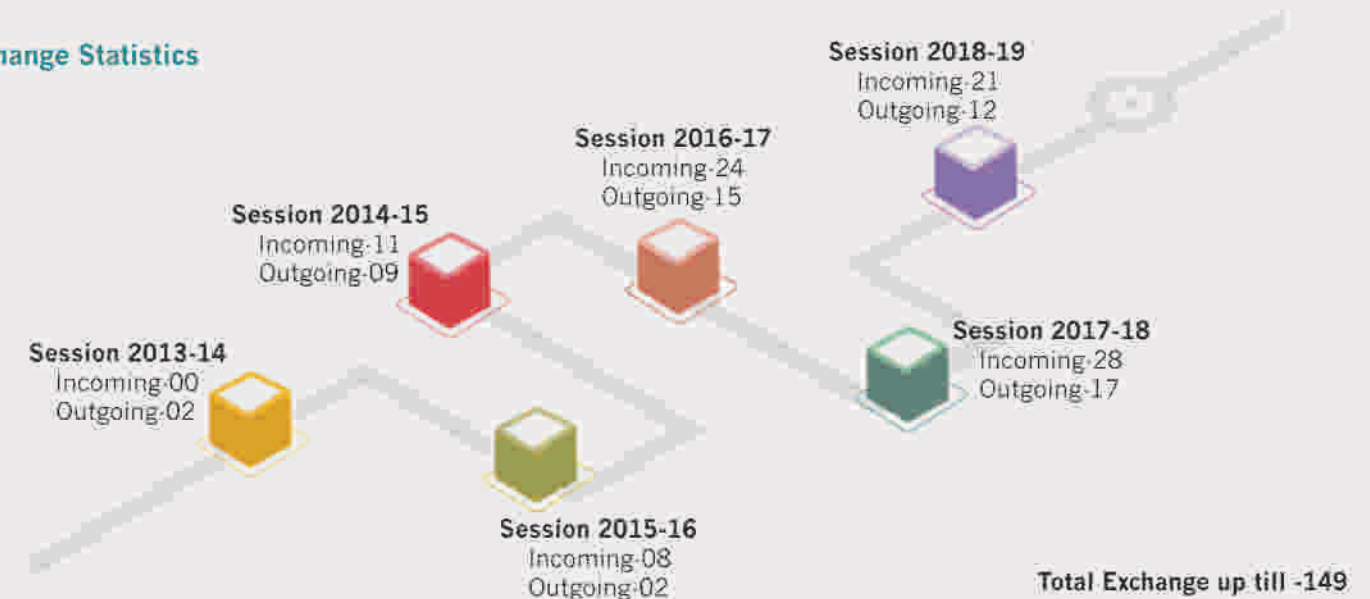 hange Statistics
Session 2018-19
Incoming-21
Outgoing-12
Session 2016-17
Incoming-24
Outgoing-15
Session 2014-15
Incoming-11
Outgoing-09
Session 2017-18
Incoming-28
Outgoing-17
Session 2013-14
Incoming-00
Outgoing-02
Session 2015-16
Incoming-08
Outgoing-02
Total Exchange up till -149